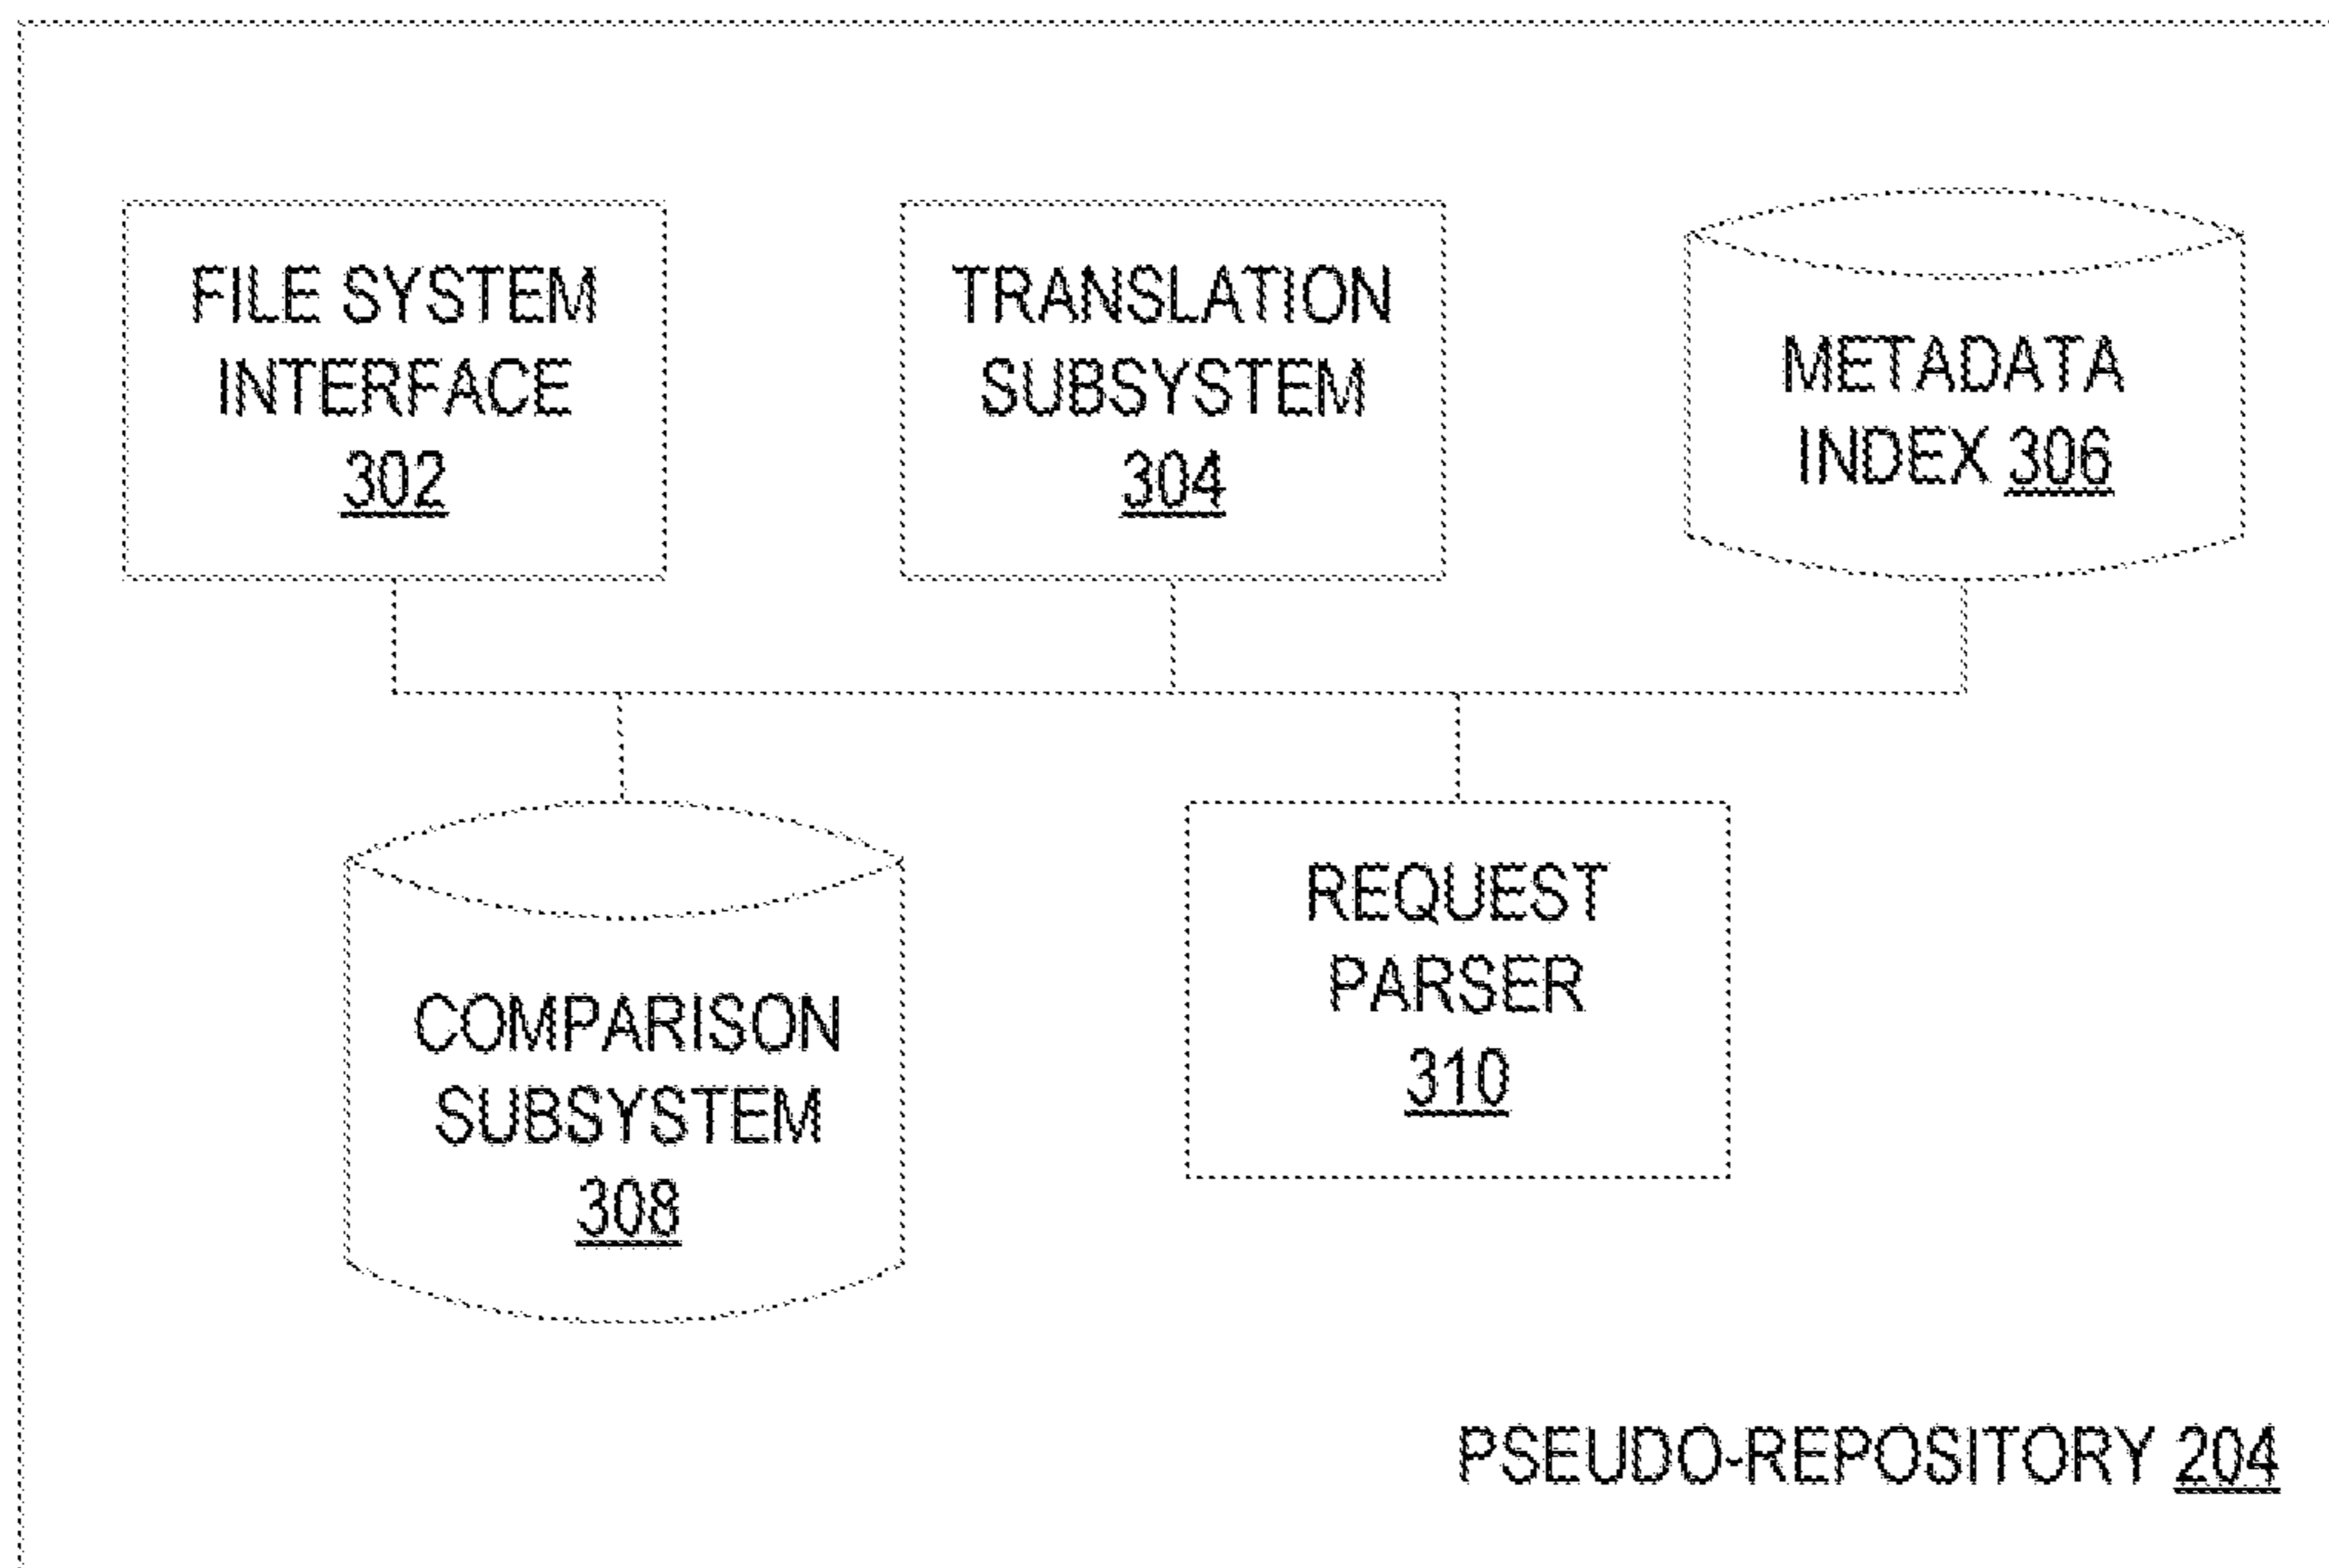 FILE SYSTEM
INTERFACE
302
TRANSLATION
SUBSYSTEM
304
METADATA
INDEX 306
COMPARISON
SUBSYSTEM
308
REQUEST
PARSER
310
PSEUDO-REPOSITORY 204